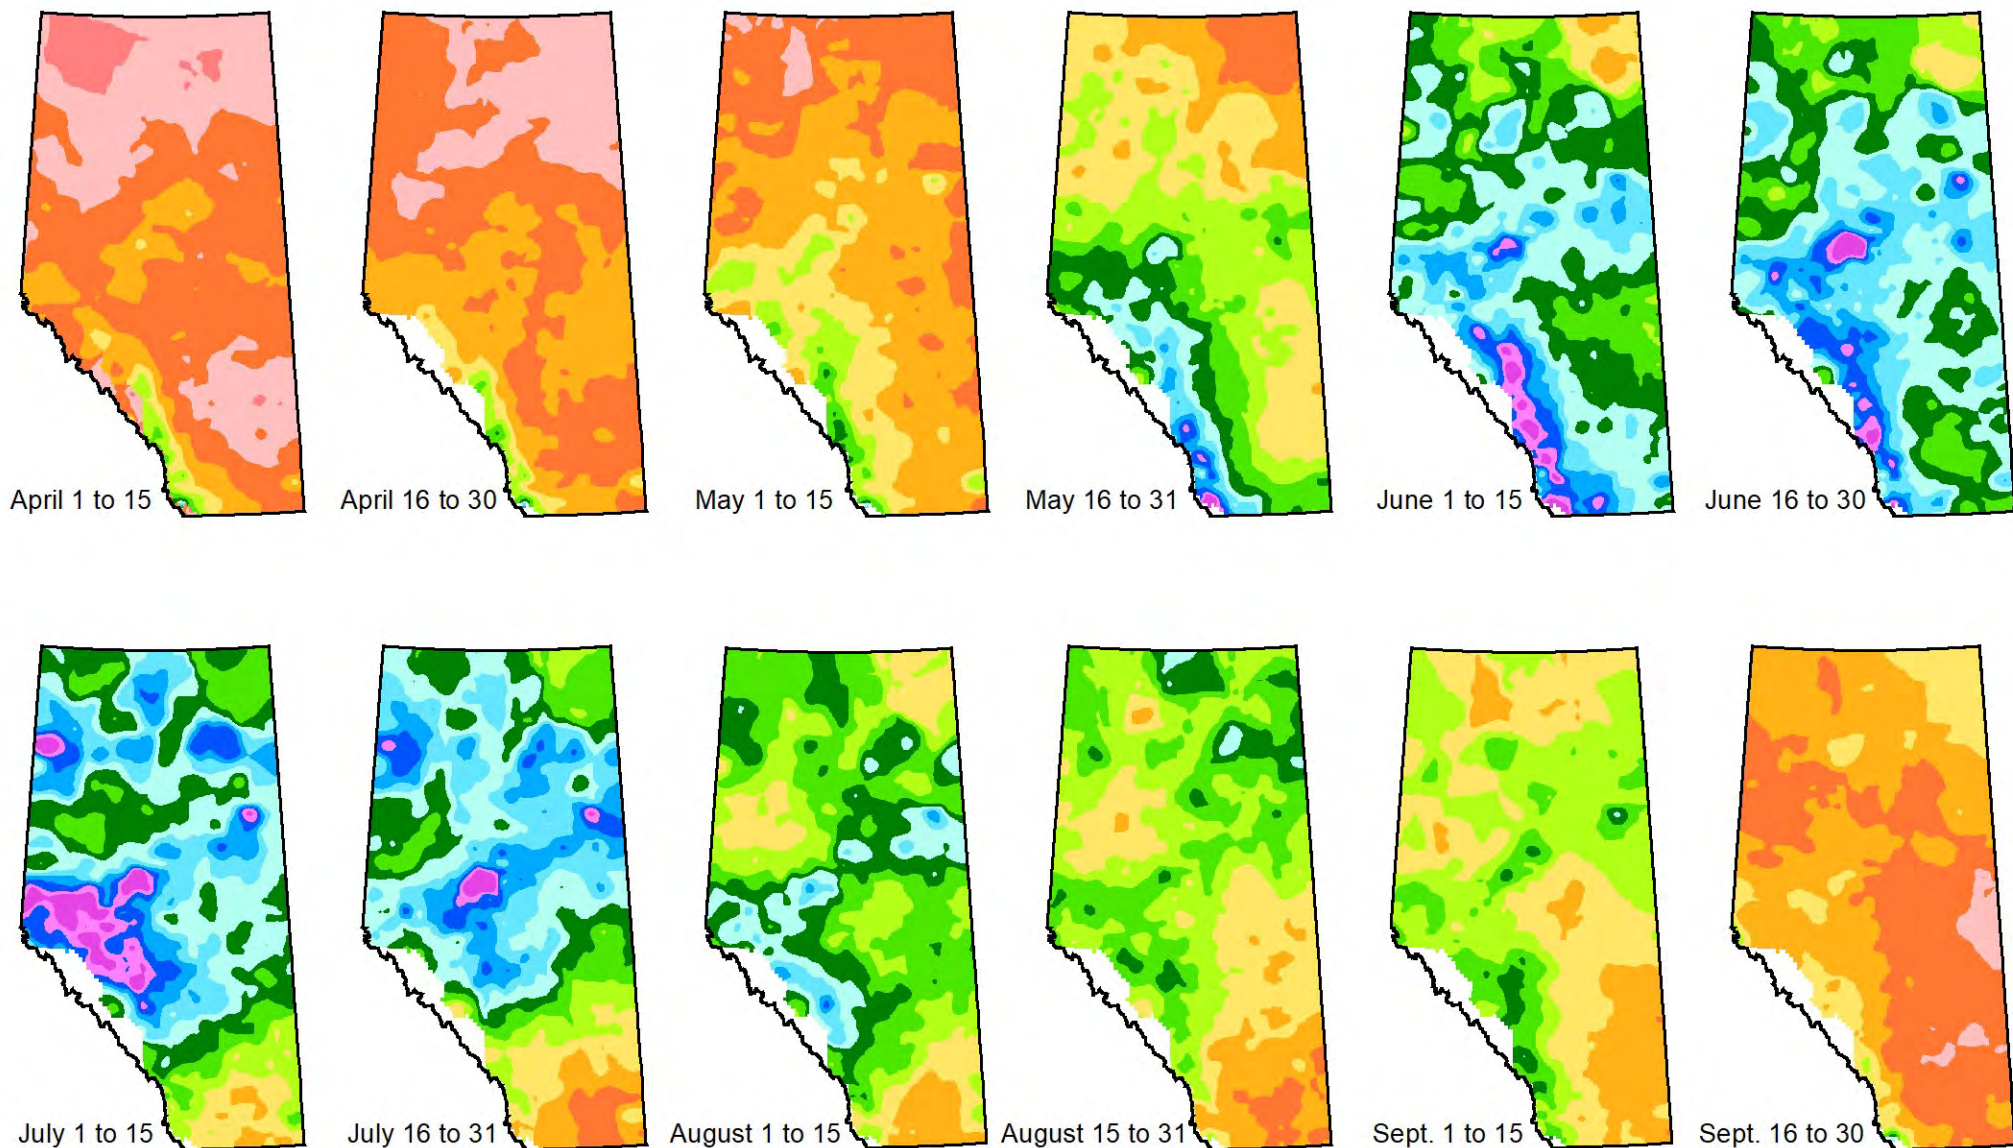 April 1 to 15
April 16 to 30
May 1 to 15
May 16 to 31
June 1 to 15
June 16 to 30
July 1 to 15
July 16 to 31
August 1 to 15
August 15 to 31
Sept. 1 to 15
Sept. 16 to 30